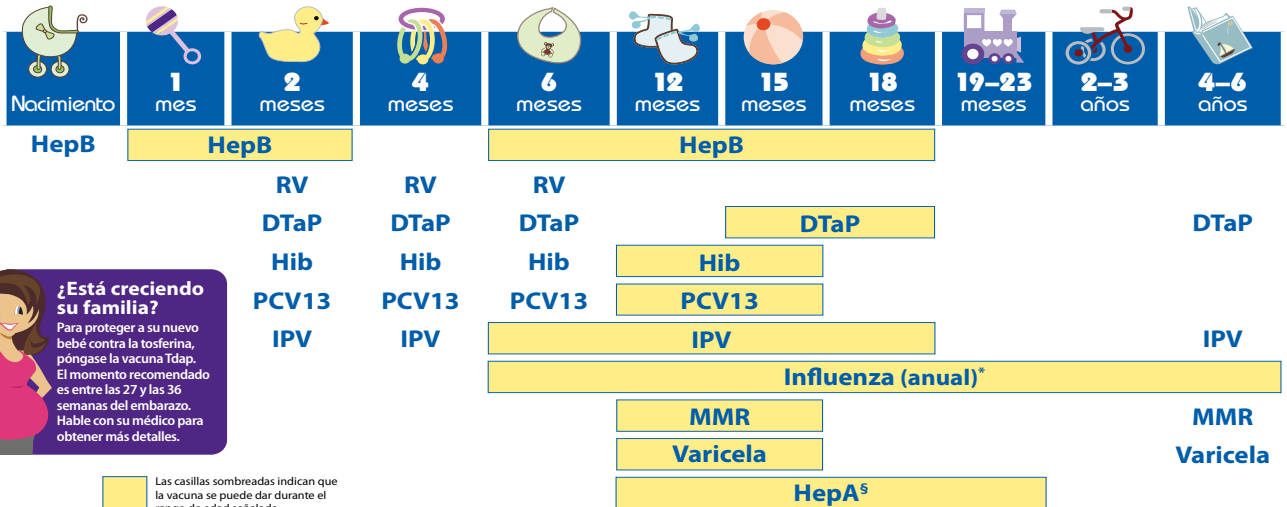 Nacimiento
1
mes
2
meses
4
meses
6
meses
12
meses
15
meses
18
meses
19–23
meses
2–3
años
4–6
años
HepB HepB HepB
RV RV RV
DTaP DTaP DTaP DTaP DTaP
Hib Hib Hib Hib
PCV13 PCV13 PCV13 PCV13
IPV IPV IPV IPV
Influenza (anual)*
MMR MMR
Varicela Varicela
HepA§
¿Está creciendo
su familia?
Para proteger a su nuevo
bebé contra la tosferina,
póngase la vacuna Tdap.
El momento recomendado
es entre las 27 y las 36
semanas del embarazo.
Hable con su médico para
obtener más detalles.
Las casillas sombreadas indican que
la vacuna se puede dar durante el
rango de edad señalado